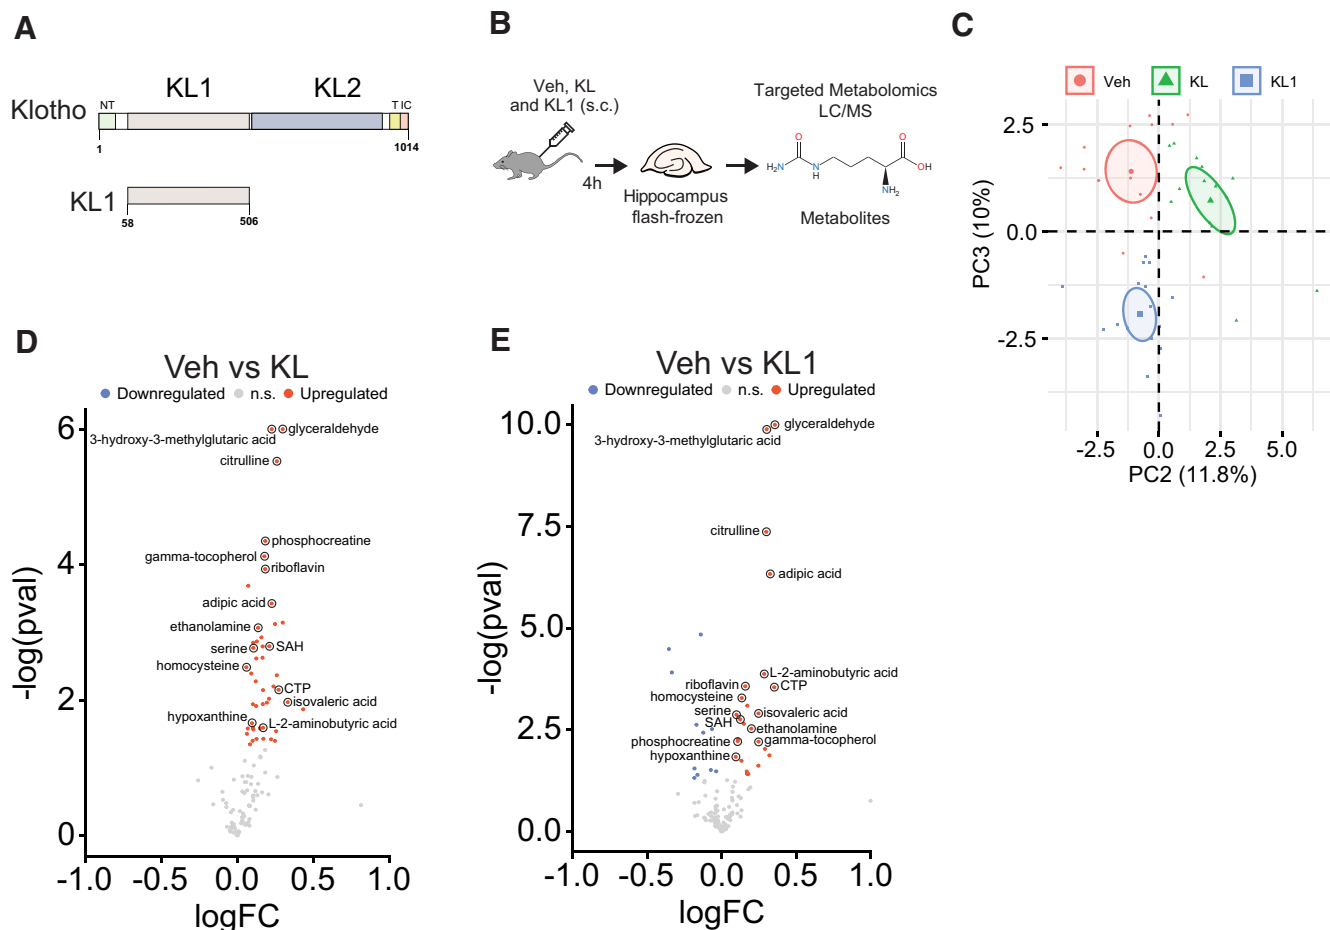 A
KL1
KL2
Klotho
NT
T IC
1
1014
KL1
58
506
B
Veh, KL
and KL1 (s.c.)
4h
Hippocampus
flash-frozen
Targeted Metabolomics
LC/MS
O
O
H₂N
N
H
OH
NH₂
Metabolites
C
Veh
KL
KL1
2.5
0.0
-2.5
PC3 (10%)
-2.5
0.0
2.5
5.0
PC2 (11.8%)
D
Veh vs KL
Downregulated
n.s.
Upregulated
6
4
2
0
-log(pval)
glyceraldehyde
3-hydroxy-3-methylglutaric acid
citrulline
phosphocreatine
gamma-tocopherol
riboflavin
adipic acid
ethanolamine
serine
SAH
homocysteine
CTP
isovaleric acid
hypoxanthine
L-2-aminobutyric acid
-1.0
-0.5
0.0
0.5
1.0
logFC
E
Veh vs KL1
Downregulated
n.s.
Upregulated
10.0
7.5
5.0
2.5
0.0
-log(pval)
glyceraldehyde
3-hydroxy-3-methylglutaric acid
citrulline
adipic acid
L-2-aminobutyric acid
riboflavin
CTP
homocysteine
serine
isovaleric acid
SAH
ethanolamine
phosphocreatine
gamma-tocopherol
hypoxanthine
-1.0
-0.5
0.0
0.5
1.0
logFC